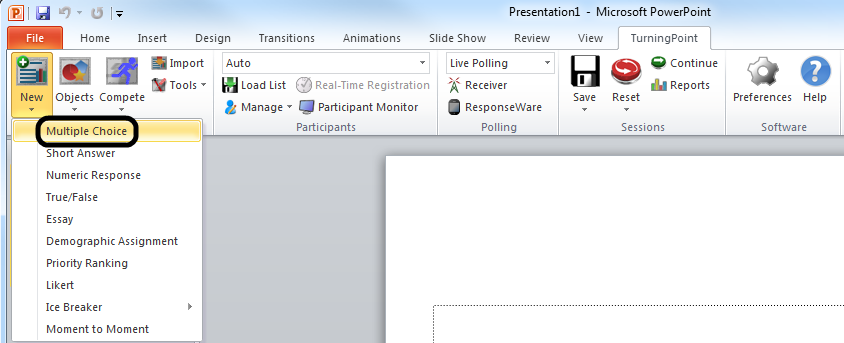 Presentation1 - Microsoft PowerPoint
File Home Insert Design Transitions Animations Slide Show Review View TurningPoint
New Objects Compete Import Tools Auto Load List Real-Time Registration Manage Participant Monitor Participants
Live Polling Receiver ResponseWare Polling
Save Reset Continue Reports Sessions
Preferences Help Software
Multiple Choice
Short Answer
Numeric Response
True/False
Essay
Demographic Assignment
Priority Ranking
Likert
Ice Breaker
Moment to Moment